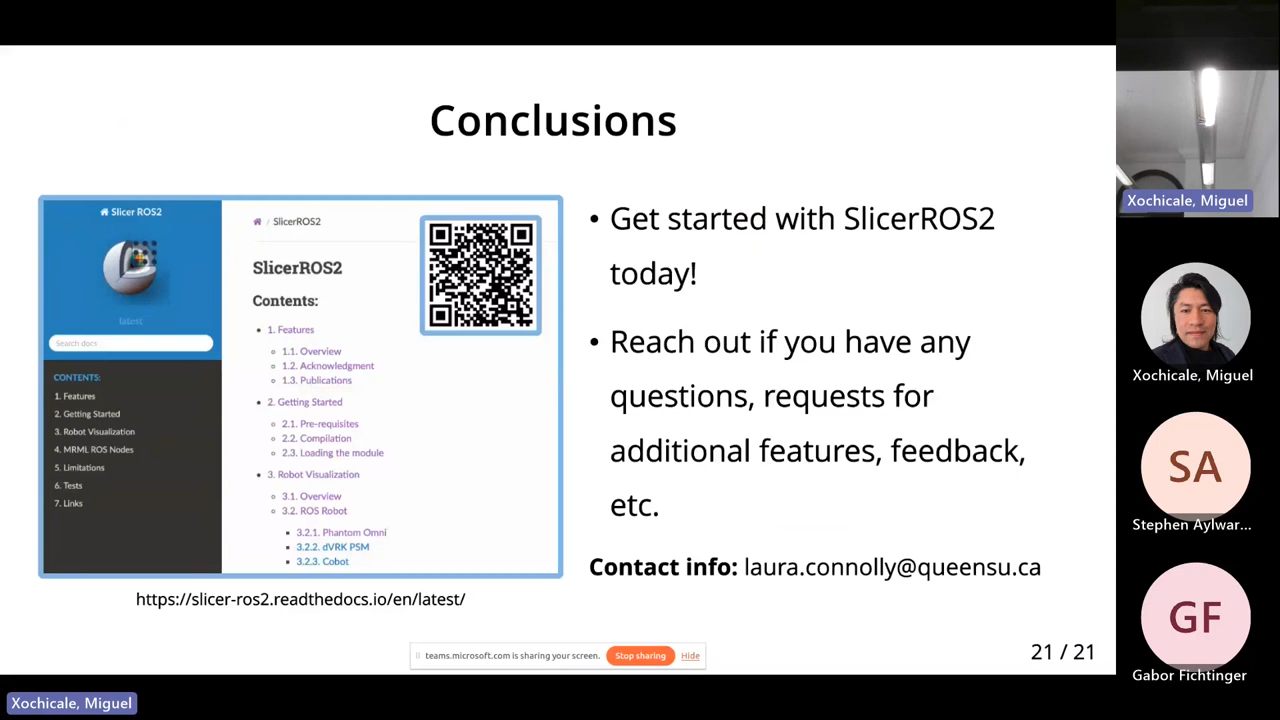 Conclusions
Slicer ROS2
latest
Search docs
CONTENTS:
1. Features
2. Getting Started
3. Robot Visualization
4. MRML ROS Nodes
5. Limitations
6. Tests
7. Links
/ SlicerROS2
SlicerROS2
Contents:
• 1. Features
◦ 1.1. Overview
◦ 1.2. Acknowledgment
◦ 1.3. Publications
• 2. Getting Started
◦ 2.1. Pre-requisites
◦ 2.2. Compilation
◦ 2.3. Loading the module
• 3. Robot Visualization
◦ 3.1. Overview
◦ 3.2. ROS Robot
▪ 3.2.1. Phantom Omni
▪ 3.2.2. dVRK PSM
▪ 3.2.3. Cobot
https://slicer-ros2.readthedocs.io/en/latest/
• Get started with SlicerROS2
today!
• Reach out if you have any
questions, requests for
additional features, feedback,
etc.
Contact info: laura.connolly@queensu.ca
teams.microsoft.com is sharing your screen. Stop sharing Hide
21 / 21
Xochicale, Miguel
Xochicale, Miguel
SA
Stephen Aylwar...
GF
Gabor Fichtinger
Xochicale, Miguel